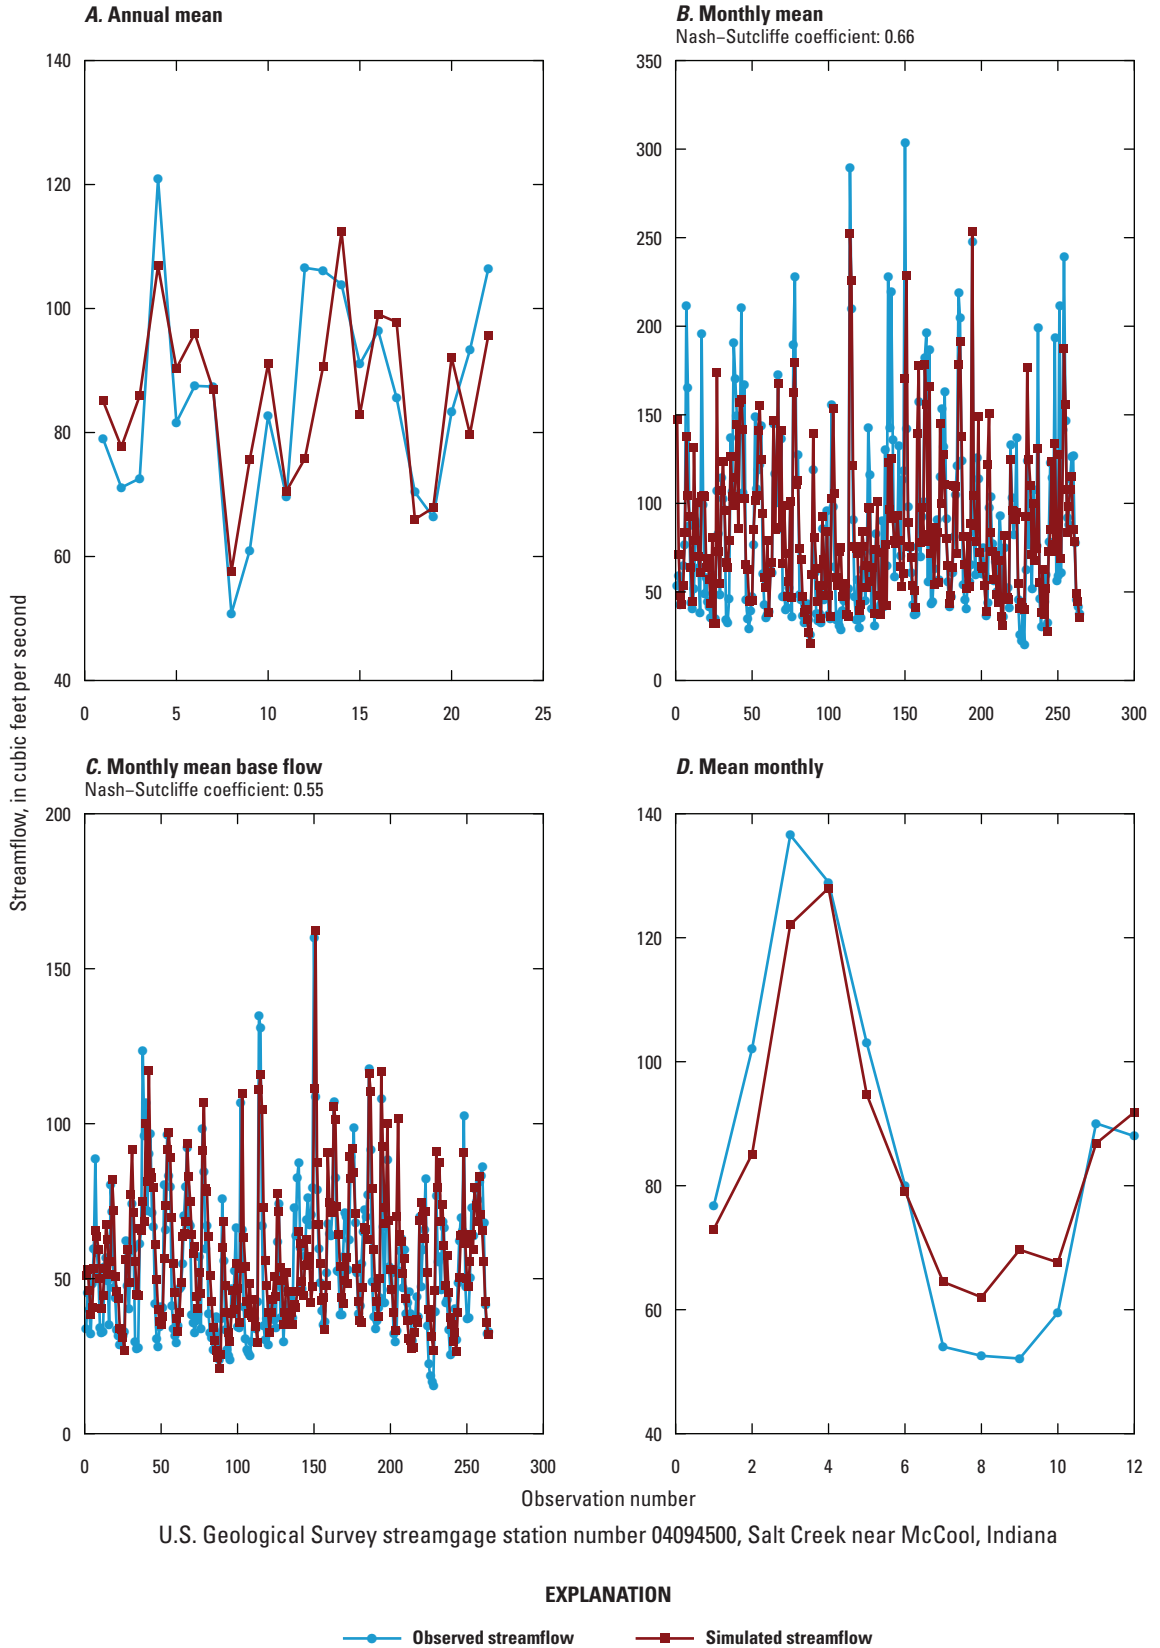 A. Annual mean
140
120
100
80
60
40
0 5 10 15 20 25
B. Monthly mean
Nash–Sutcliffe coefficient: 0.66
350
300
250
200
150
100
50
0
0 50 100 150 200 250 300
Streamflow, in cubic feet per second
C. Monthly mean base flow
Nash–Sutcliffe coefficient: 0.55
200
150
100
50
0
0 50 100 150 200 250 300
D. Mean monthly
140
120
100
80
60
40
0 2 4 6 8 10 12
Observation number
U.S. Geological Survey streamgage station number 04094500, Salt Creek near McCool, Indiana
EXPLANATION
Observed streamflow
Simulated streamflow